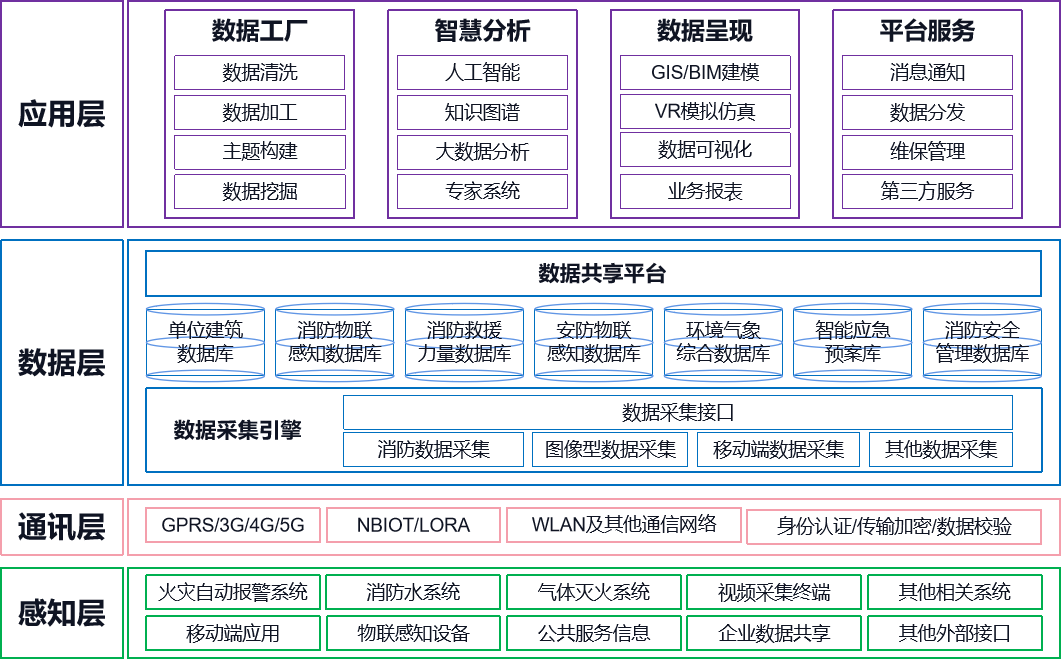 应用层
数据工厂
数据清洗
数据加工
主题构建
数据挖掘
智慧分析
人工智能
知识图谱
大数据分析
专家系统
数据呈现
GIS/BIM建模
VR模拟仿真
数据可视化
业务报表
平台服务
消息通知
数据分发
维保管理
第三方服务
数据层
数据共享平台
单位建筑
数据库
消防物联
感知数据库
消防救援
力量数据库
安防物联
感知数据库
环境气象
综合数据库
智能应急
预案库
消防安全
管理数据库
数据采集引擎
数据采集接口
消防数据采集
图像型数据采集
移动端数据采集
其他数据采集
通讯层
GPRS/3G/4G/5G
NBIOT/LORA
WLAN及其他通信网络
身份认证/传输加密/数据校验
感知层
火灾自动报警系统
消防水系统
气体灭火系统
视频采集终端
其他相关系统
移动端应用
物联感知设备
公共服务信息
企业数据共享
其他外部接口